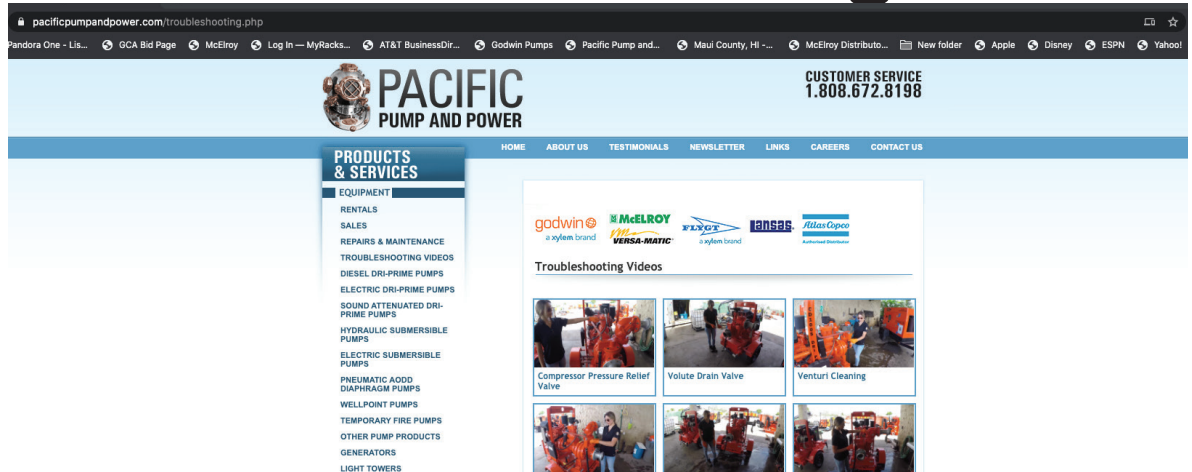 pacificpumpandpower.com/troubleshooting.php
Pandora One - Lis... GCA Bid Page McElroy Log In — MyRacks... AT&T BusinessDir... Godwin Pumps Pacific Pump and... Maui County, HI -... McElroy Distributo... New folder Apple Disney ESPN Yahoo!
PACIFIC
PUMP AND POWER
CUSTOMER SERVICE
1.808.672.8198
HOME ABOUT US TESTIMONIALS NEWSLETTER LINKS CAREERS CONTACT US
PRODUCTS
& SERVICES
EQUIPMENT
RENTALS
SALES
REPAIRS & MAINTENANCE
TROUBLESHOOTING VIDEOS
DIESEL DRI-PRIME PUMPS
ELECTRIC DRI-PRIME PUMPS
SOUND ATTENUATED DRI-
PRIME PUMPS
HYDRAULIC SUBMERSIBLE
PUMPS
ELECTRIC SUBMERSIBLE
PUMPS
PNEUMATIC AODD
DIAPHRAGM PUMPS
WELLPOINT PUMPS
TEMPORARY FIRE PUMPS
OTHER PUMP PRODUCTS
GENERATORS
LIGHT TOWERS
godwin
a xylem brand
McELROY
VERSA-MATIC
FLYGT
a xylem brand
lansas
Atlas Copco
Authorized Distributor
Troubleshooting Videos
Compressor Pressure Relief
Valve
Volute Drain Valve
Venturi Cleaning